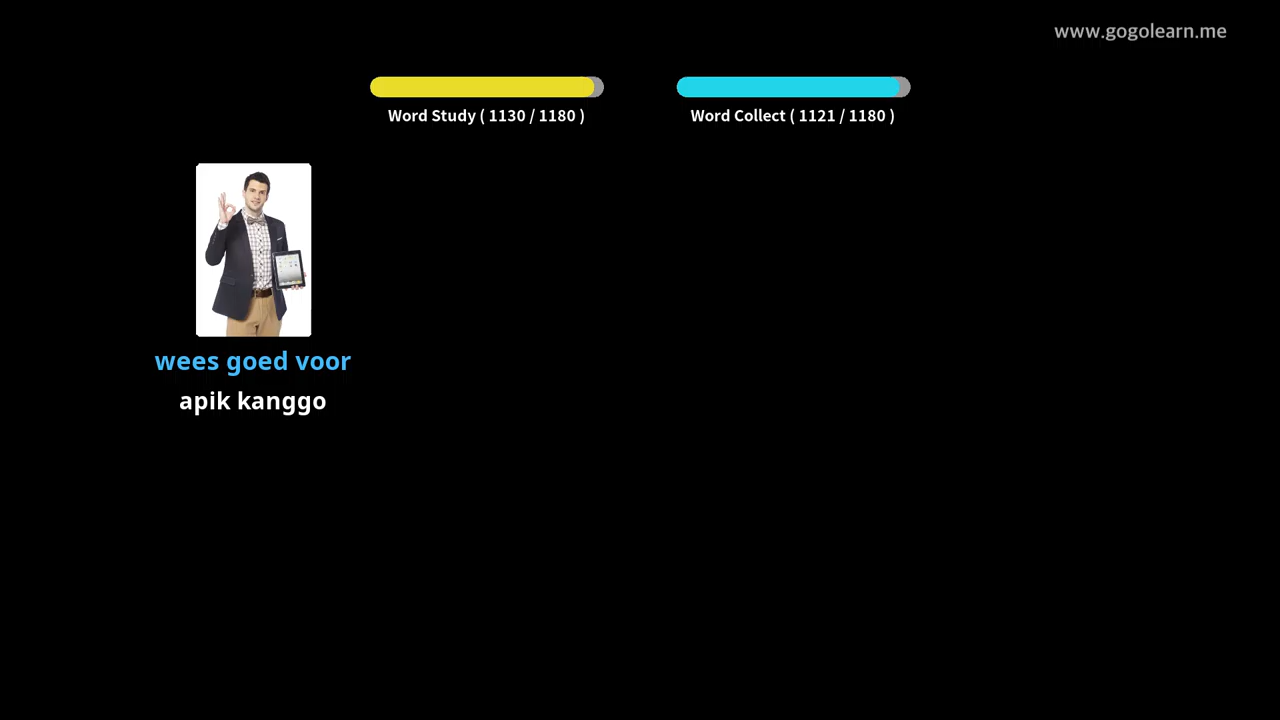 www.gogolearn.me
Word Study ( 1130 / 1180 )
Word Collect ( 1121 / 1180 )
wees goed voor
apik kanggo